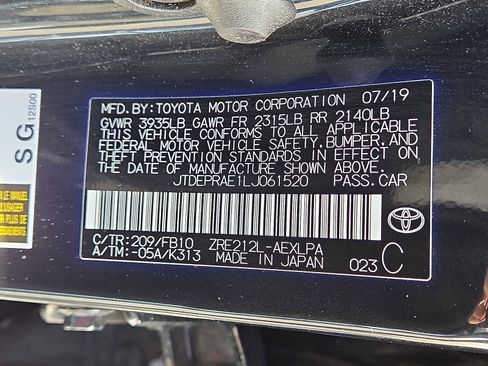 MFD.BY: TOYOTA MOTOR CORPORATION 07/19
GVWR 3935LB GAWR FR 2315LB RR 2140LB
THIS VEHICLE CONFORMS TO ALL APPLICABLE
FEDERAL MOTOR VEHICLE SAFETY,BUMPER,AND
THEFT PREVENTION STANDARDS IN EFFECT ON
THE DATE OF MANUFACTURE SHOWN ABOVE.
JTDEPRAE1LJ061520 PASS.CAR
C/TR:209/FB10 ZRE212L-AEXLPA
A/TM:-05A/K313 MADE IN JAPAN 023 C
SG
12S00